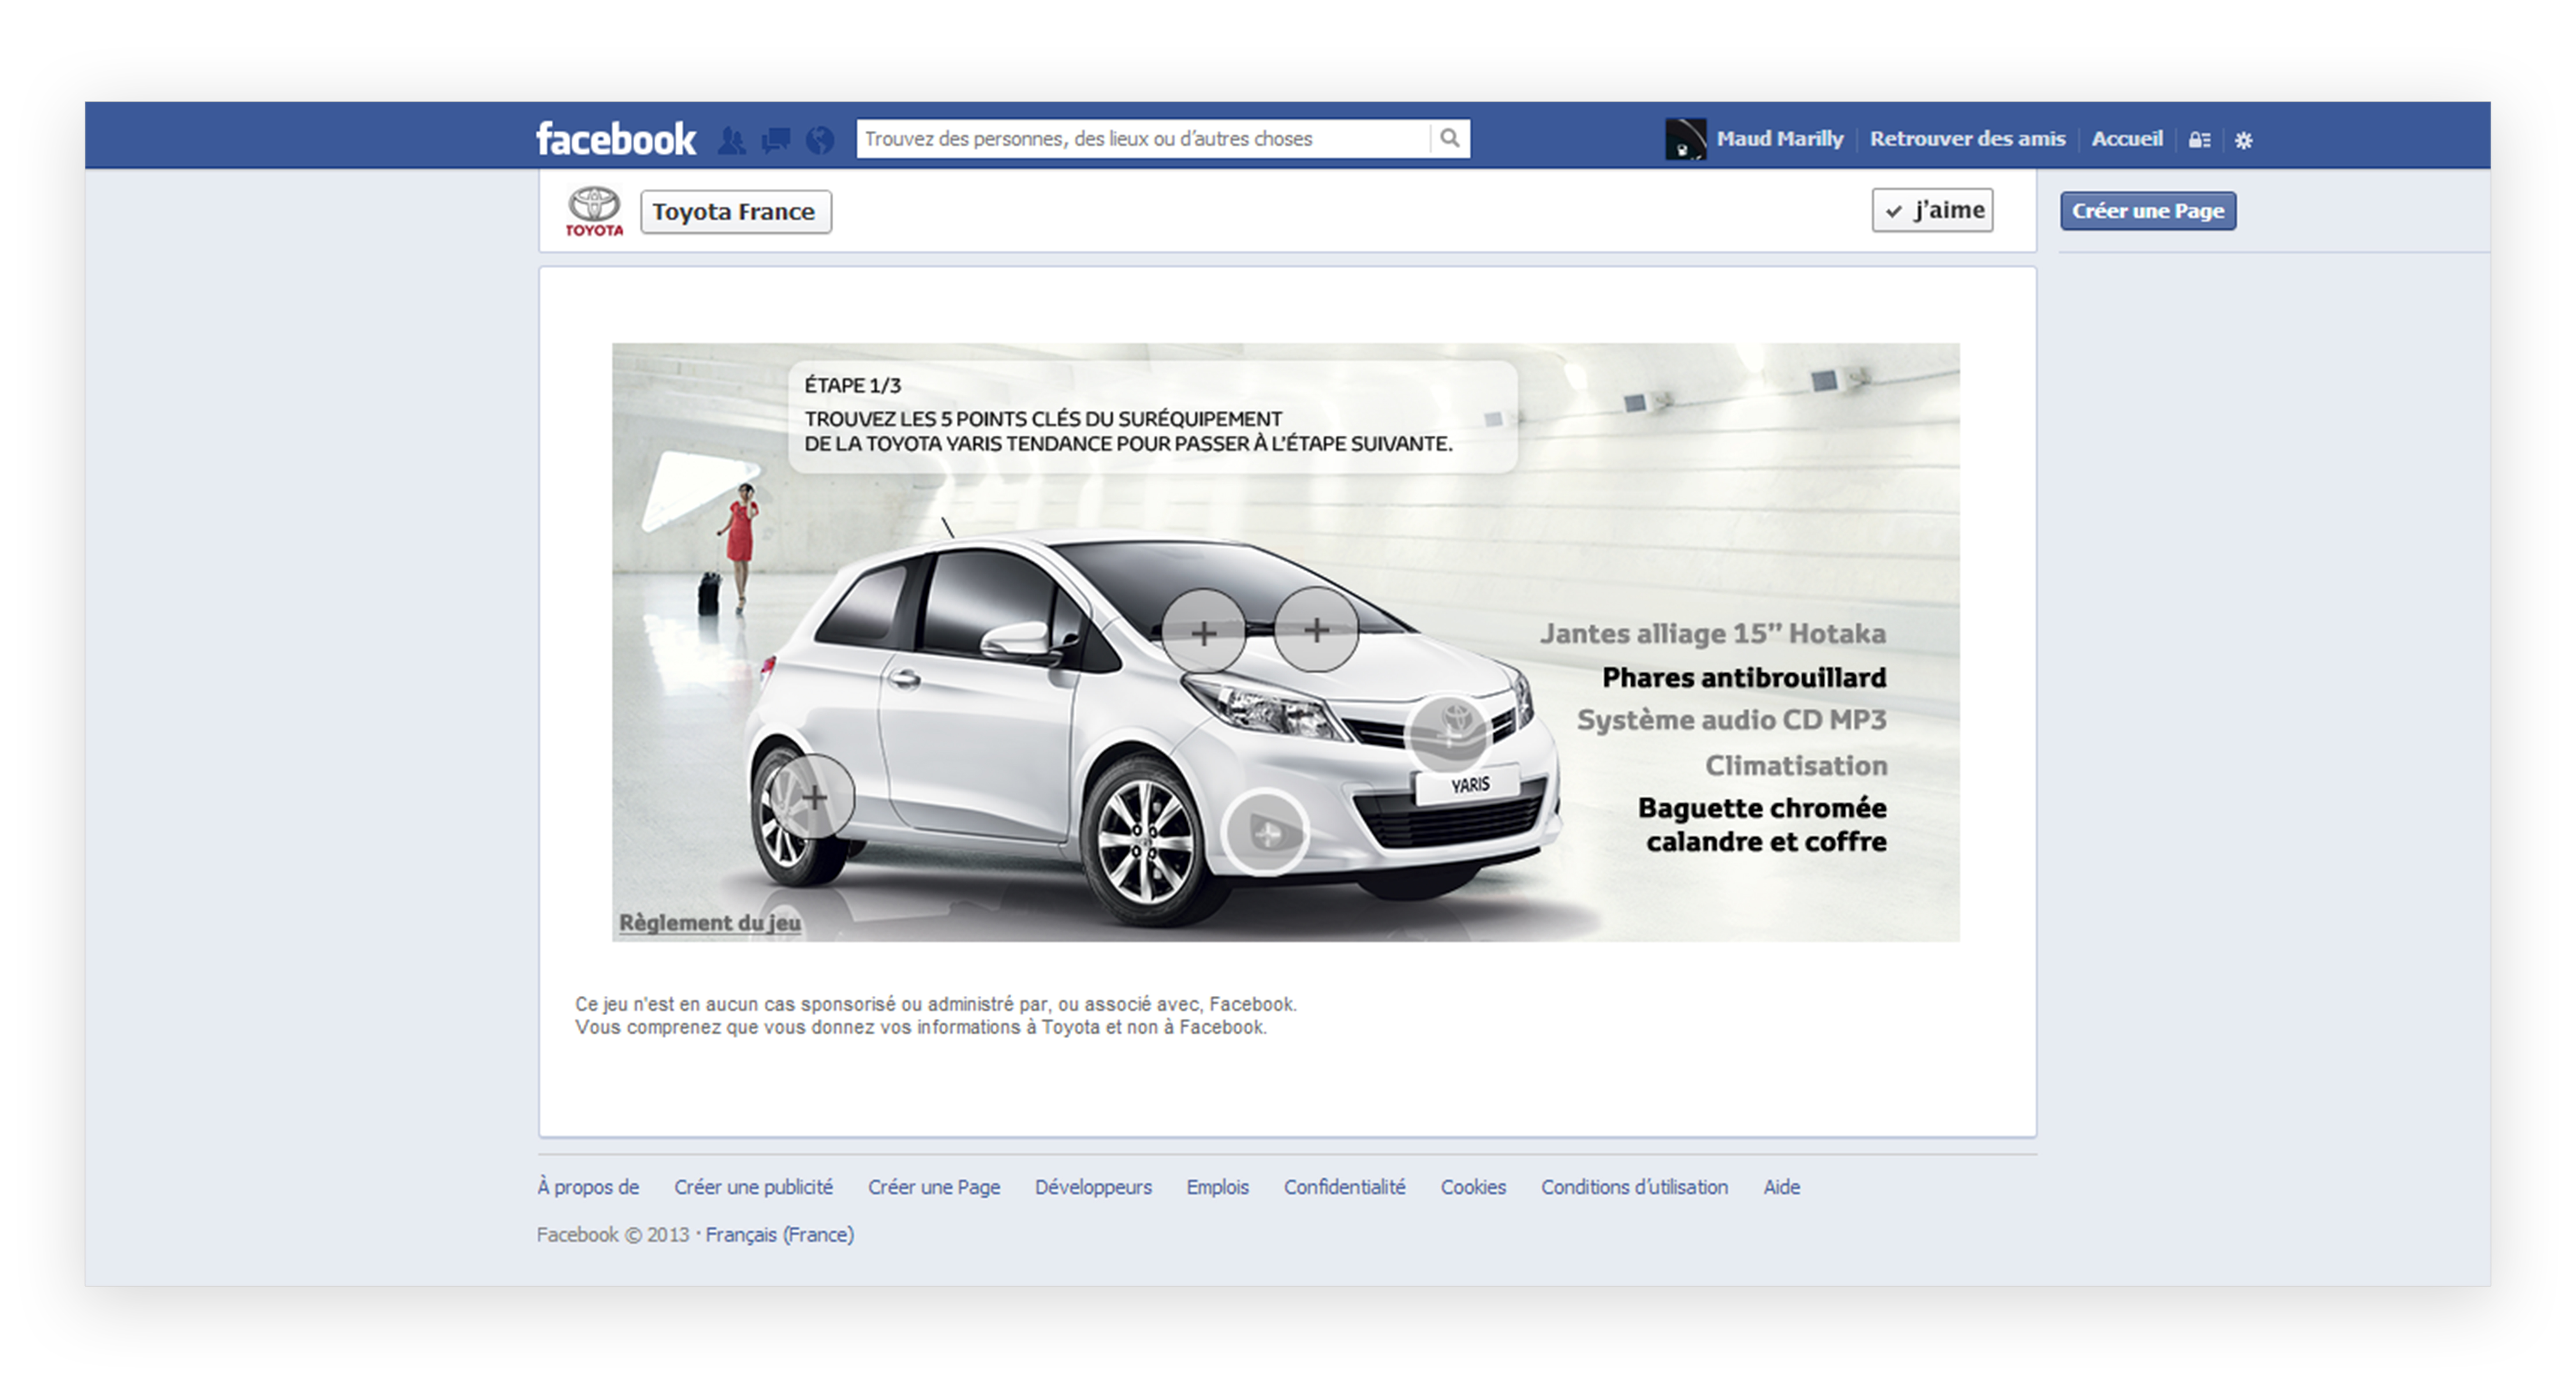 facebook
Trouvez des personnes, des lieux ou d’autres choses
Maud Marilly
Retrouver des amis
Accueil
TOYOTA
Toyota France
j’aime
Créer une Page
ÉTAPE 1/3
TROUVEZ LES 5 POINTS CLÉS DU SURÉQUIPEMENT
DE LA TOYOTA YARIS TENDANCE POUR PASSER À L’ÉTAPE SUIVANTE.
Jantes alliage 15” Hotaka
Phares antibrouillard
Système audio CD MP3
Climatisation
Baguette chromée
calandre et coffre
YARIS
Règlement du jeu
Ce jeu n'est en aucun cas sponsorisé ou administré par, ou associé avec, Facebook.
Vous comprenez que vous donnez vos informations à Toyota et non à Facebook.
À propos de
Créer une publicité
Créer une Page
Développeurs
Emplois
Confidentialité
Cookies
Conditions d’utilisation
Aide
Facebook © 2013 · Français (France)